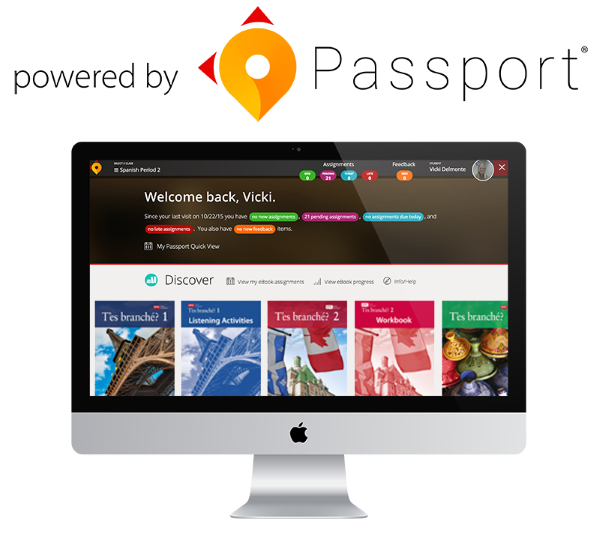 powered by Passport®
SELECT A CLASS
Spanish Period 2
Assignments
Feedback
NEW
0
PENDING
21
TODAY
0
LATE
0
NEW
0
STUDENT
Vicki Delmonte
Welcome back, Vicki.
Since your last visit on 10/22/15 you have no new assignments, 21 pending assignments, no assignments due today, and
no late assignments. You also have no new feedback items.
My Passport Quick View
Discover
View my eBook assignments
View eBook progress
Info/Help
T'es branché? 1
T'es branché? 1
Listening Activities
T'es branché? 2
T'es branché? 2
Workbook
T'es branché?